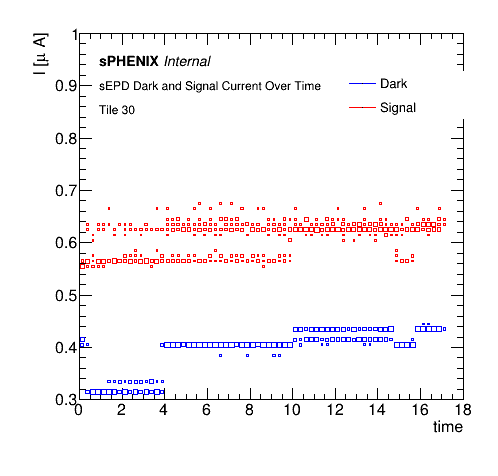 I [μ A]
sPHENIX Internal
sEPD Dark and Signal Current Over Time
Tile 30
Dark
Signal
1
0.9
0.8
0.7
0.6
0.5
0.4
0.3
0 2 4 6 8 10 12 14 16 18
time